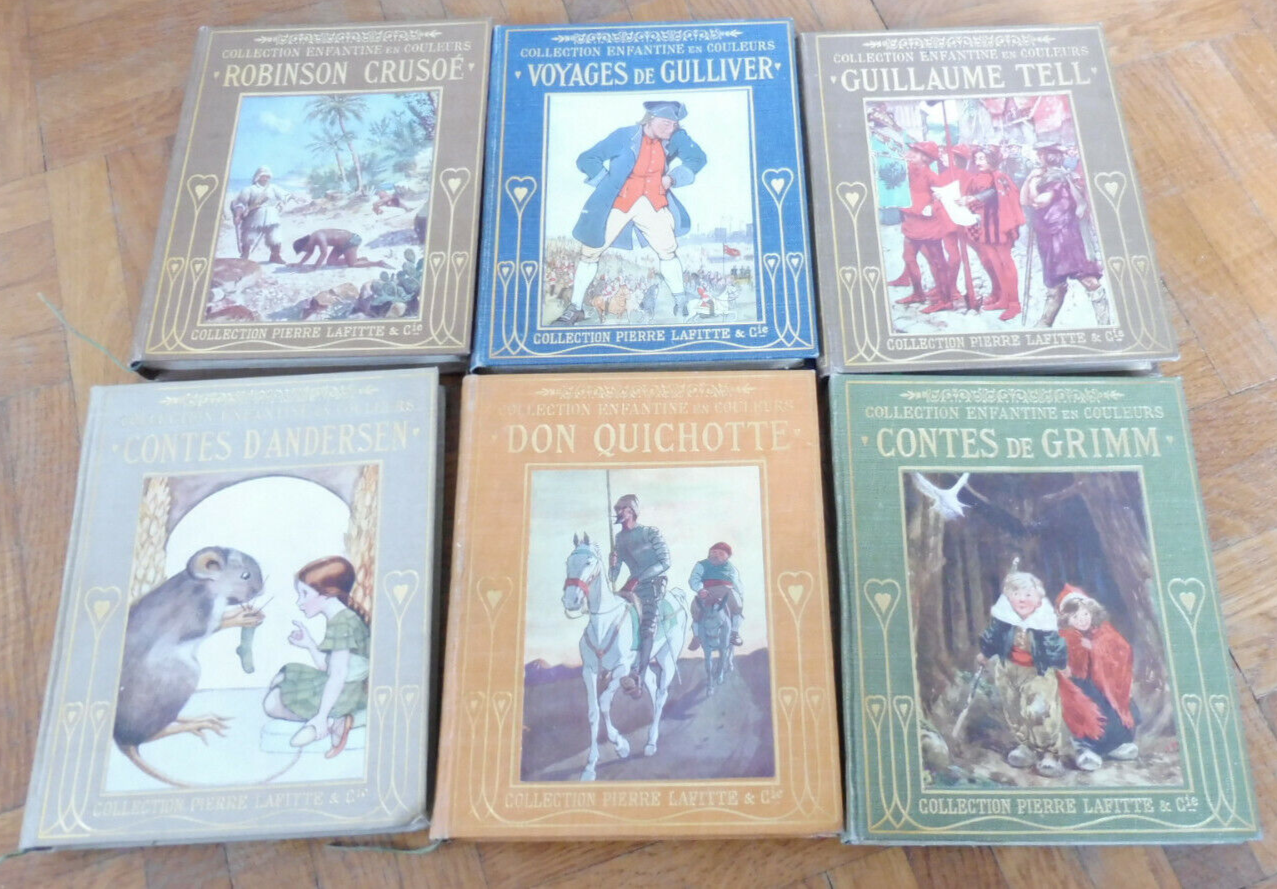 COLLECTION ENFANTINE EN COULEURS
ROBINSON CRUSOÉ
COLLECTION PIERRE LAFITTE & Cie
COLLECTION ENFANTINE EN COULEURS
VOYAGES DE GULLIVER
COLLECTION PIERRE LAFITTE & Cie
COLLECTION ENFANTINE EN COULEURS
GUILLAUME TELL
COLLECTION PIERRE LAFITTE & Cie
COLLECTION ENFANTINE EN COULEURS
CONTES D'ANDERSEN
COLLECTION PIERRE LAFITTE & Cie
COLLECTION ENFANTINE EN COULEURS
DON QUICHOTTE
COLLECTION PIERRE LAFITTE & Cie
COLLECTION ENFANTINE EN COULEURS
CONTES DE GRIMM
COLLECTION PIERRE LAFITTE & Cie